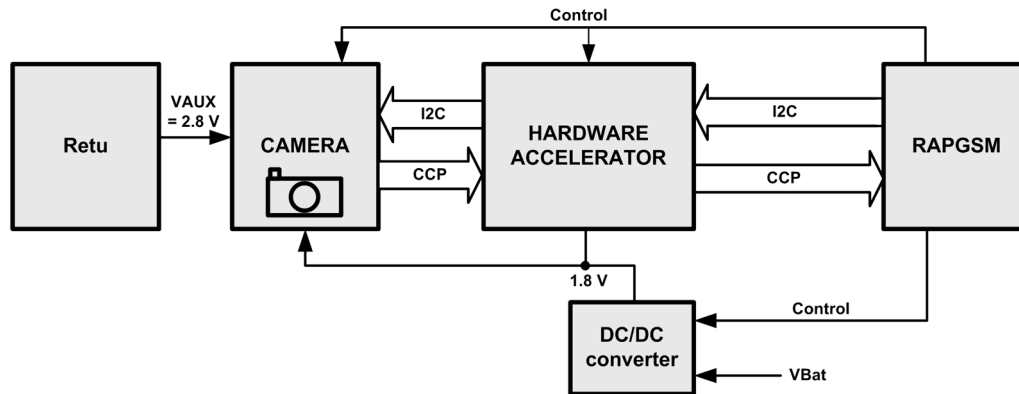 Control
Retu
VAUX
= 2.8 V
CAMERA
I2C
CCP
HARDWARE
ACCELERATOR
I2C
CCP
RAPGSM
1.8 V
DC/DC
converter
Control
VBat